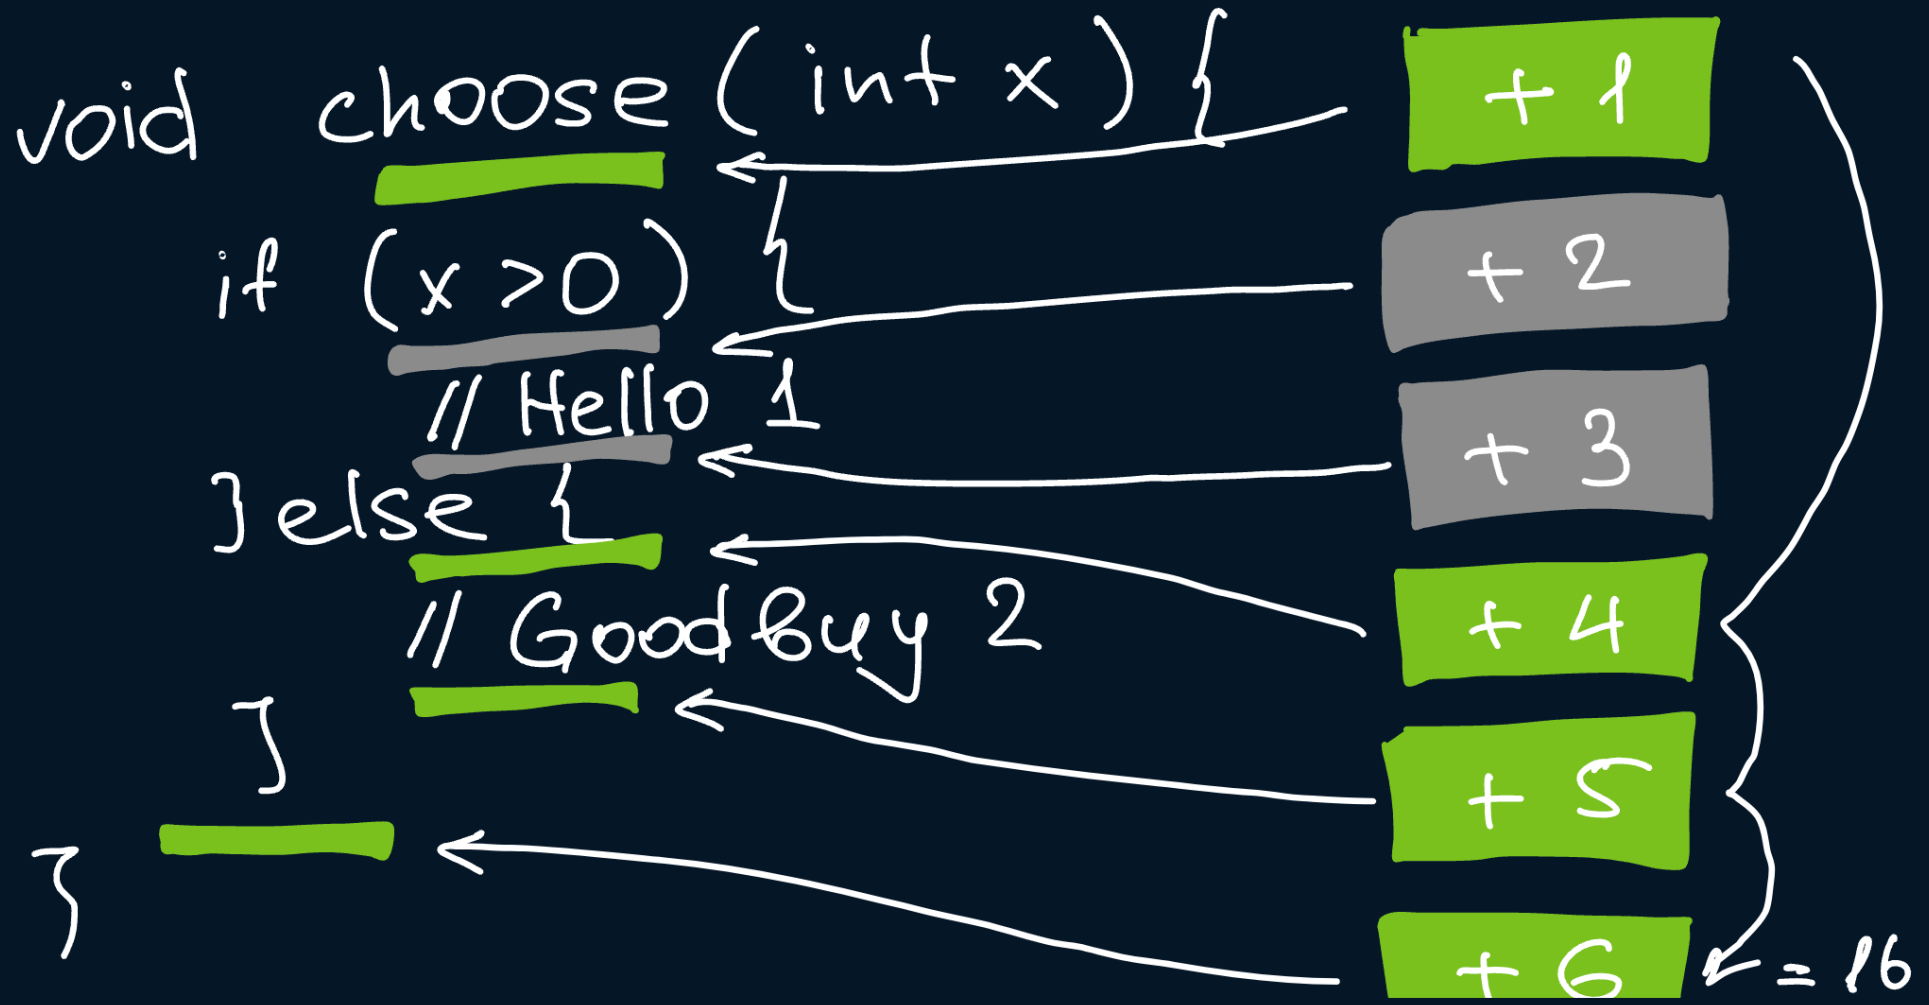 void choose (int x) {
+ 1
if (x > 0) {
+ 2
// Hello 1
+ 3
} else {
+ 4
// Goodbuy 2
+ 5
}
+ 6 = 16
}